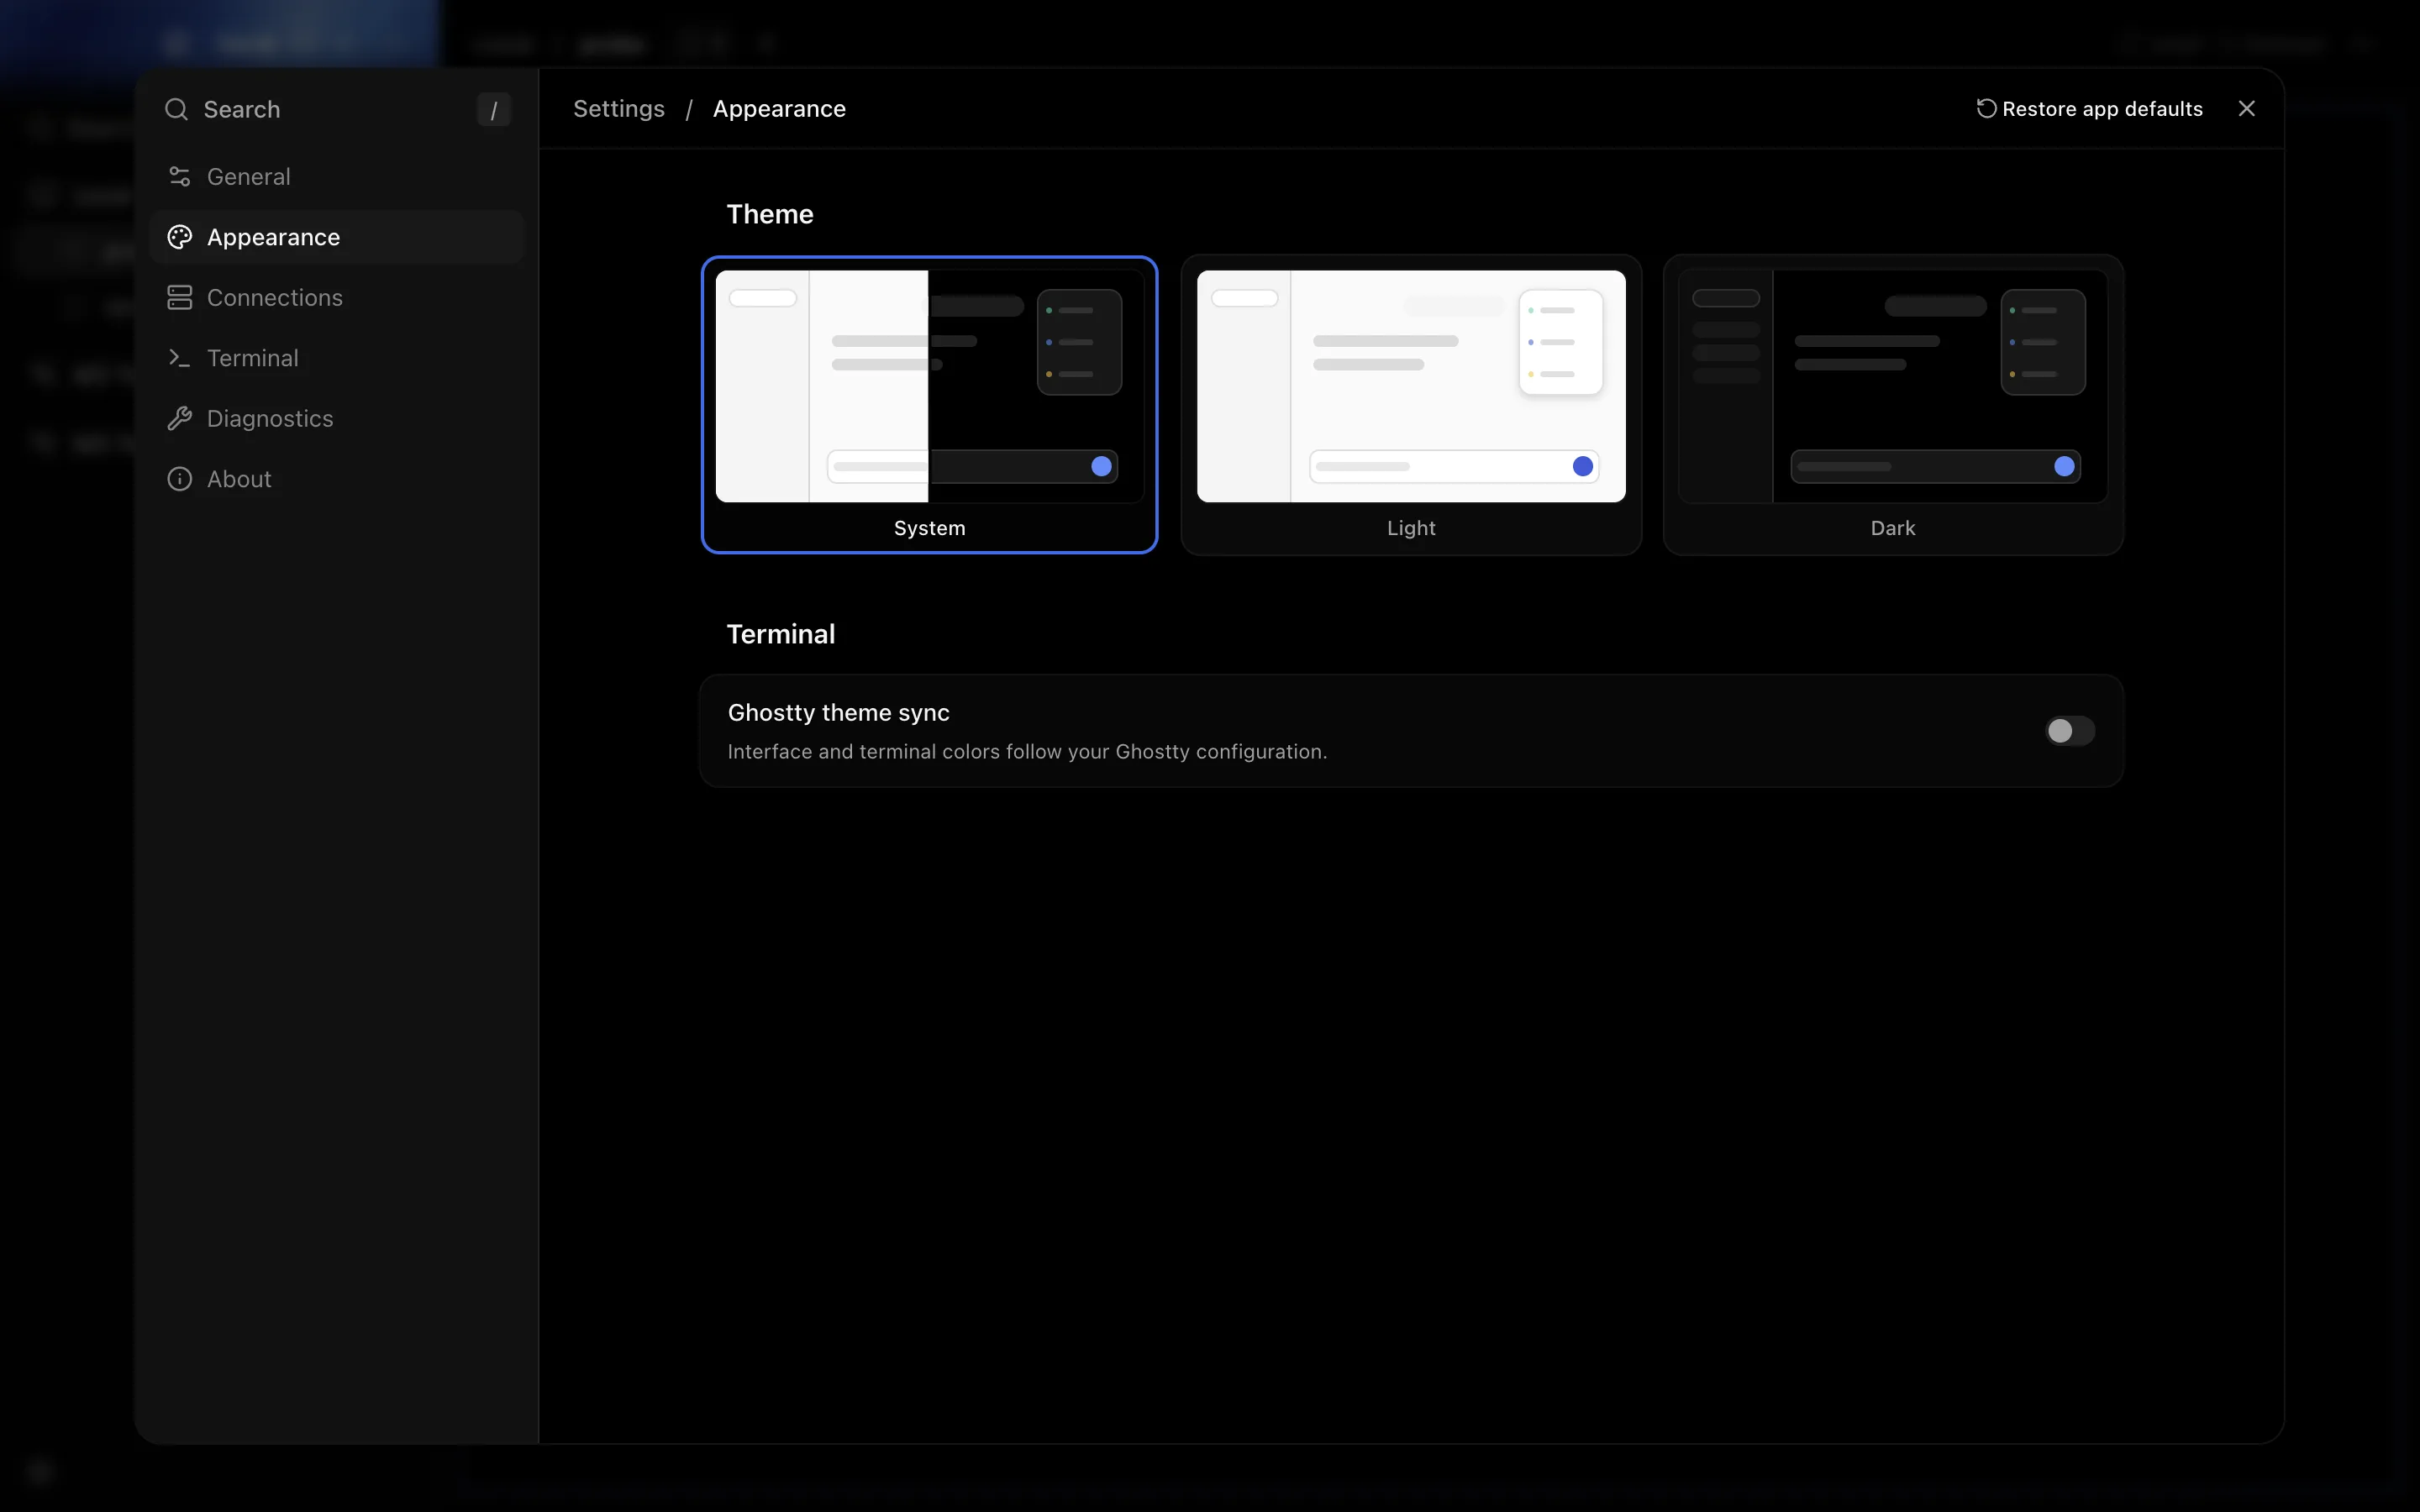 Search
/
General
Appearance
Connections
Terminal
Diagnostics
About
Settings / Appearance
Restore app defaults
Theme
System
Light
Dark
Terminal
Ghostty theme sync
Interface and terminal colors follow your Ghostty configuration.